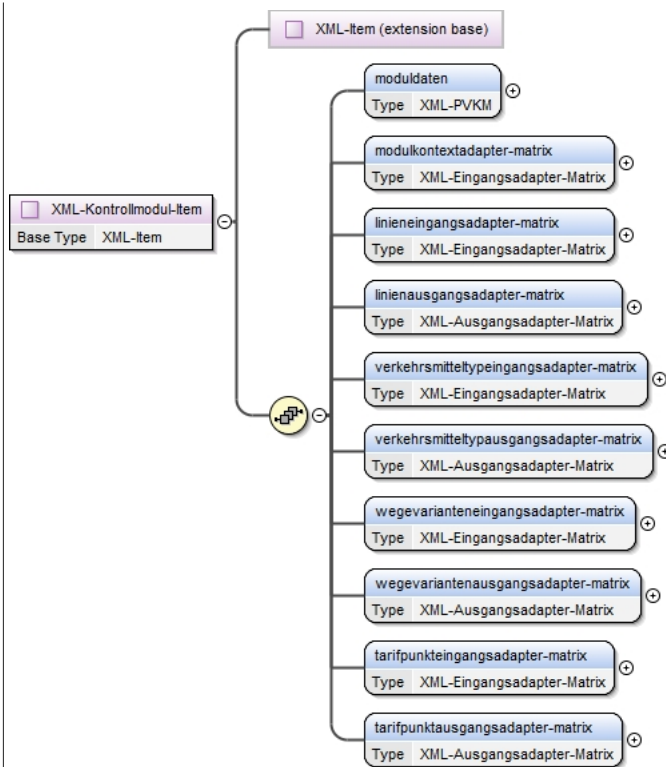 XML-Item (extension base)
moduldaten
Type XML-PVKM
modulkontextadapter-matrix
Type XML-Eingangsadapter-Matrix
XML-Kontrollmodul-Item
Base Type XML-Item
linieneingangsadapter-matrix
Type XML-Eingangsadapter-Matrix
linienausgangsadapter-matrix
Type XML-Ausgangsadapter-Matrix
verkehrsmitteltypeingangsadapter-matrix
Type XML-Eingangsadapter-Matrix
verkehrsmitteltypausgangsadapter-matrix
Type XML-Ausgangsadapter-Matrix
wegevarianteneingangsadapter-matrix
Type XML-Eingangsadapter-Matrix
wegevariantenausgangsadapter-matrix
Type XML-Ausgangsadapter-Matrix
tarifpunkteingangsadapter-matrix
Type XML-Eingangsadapter-Matrix
tarifpunktausgangsadapter-matrix
Type XML-Ausgangsadapter-Matrix